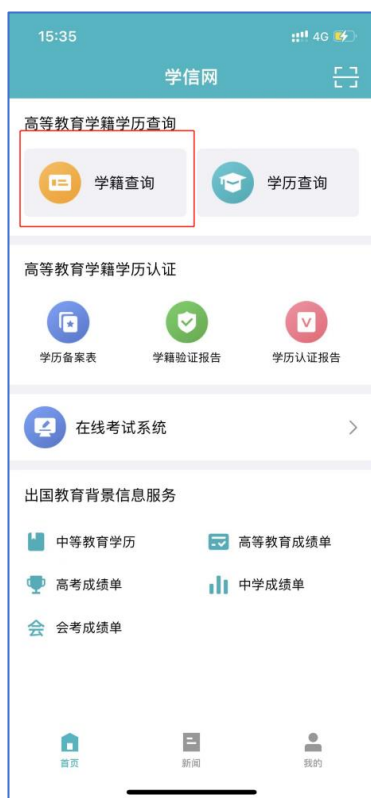 15:35
4G
学信网
高等教育学籍学历查询
学籍查询
学历查询
高等教育学籍学历认证
学历备案表
学籍验证报告
学历认证报告
在线考试系统
出国教育背景信息服务
中等教育学历
高等教育成绩单
高考成绩单
中学成绩单
会
会考成绩单
首页
新闻
我的